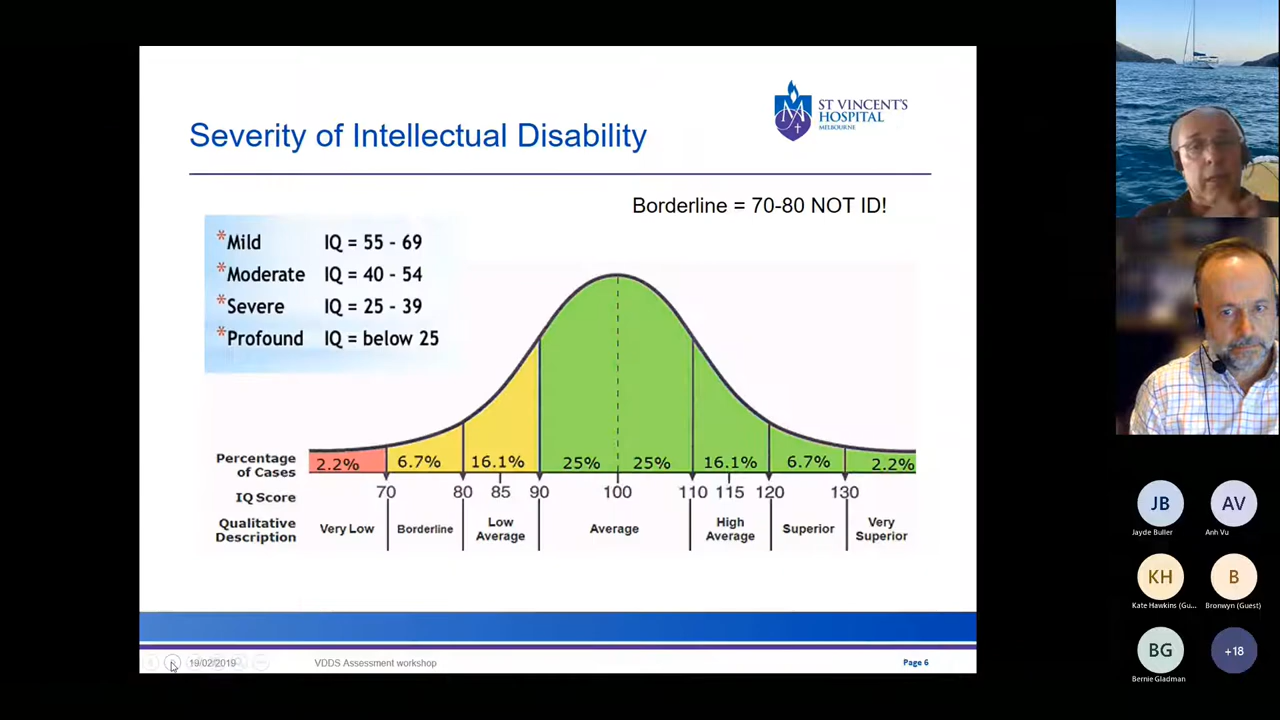 ST VINCENT'S
HOSPITAL
MELBOURNE
Severity of Intellectual Disability
Borderline = 70-80 NOT ID!
*Mild IQ = 55 - 69
*Moderate IQ = 40 - 54
*Severe IQ = 25 - 39
*Profound IQ = below 25
Percentage
of Cases
2.2% 6.7% 16.1% 25% 25% 16.1% 6.7% 2.2%
IQ Score 70 80 85 90 100 110 115 120 130
Qualitative
Description
Very Low
Borderline
Low
Average
Average
High
Average
Superior
Very
Superior
19/02/2019 VDDS Assessment workshop Page 6
JB AV
Jayde Buller Anh Vu
KH B
Kate Hawkins (Gu... Bronwyn (Guest)
BG +18
Bernie Gladman